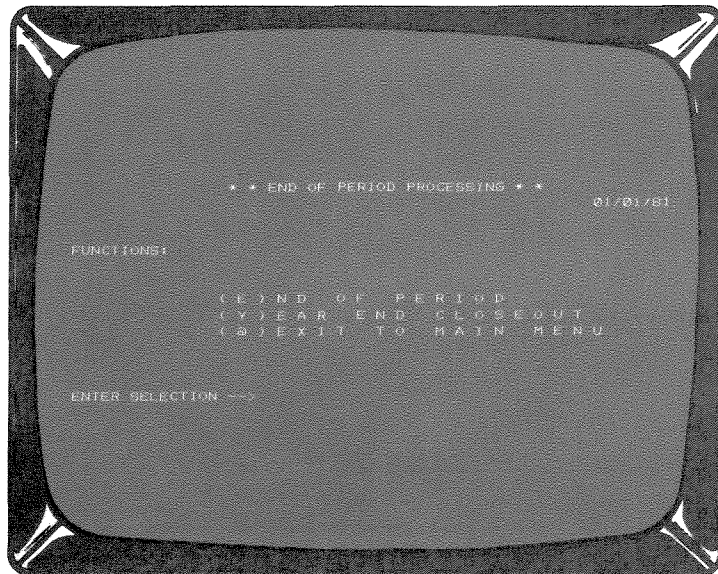 * * END OF PERIOD PROCESSING * *
01/01/81
FUNCTIONS:
(E)ND OF PERIOD
(Y)EAR END CLOSEOUT
(@)EXIT TO MAIN MENU
ENTER SELECTION -->